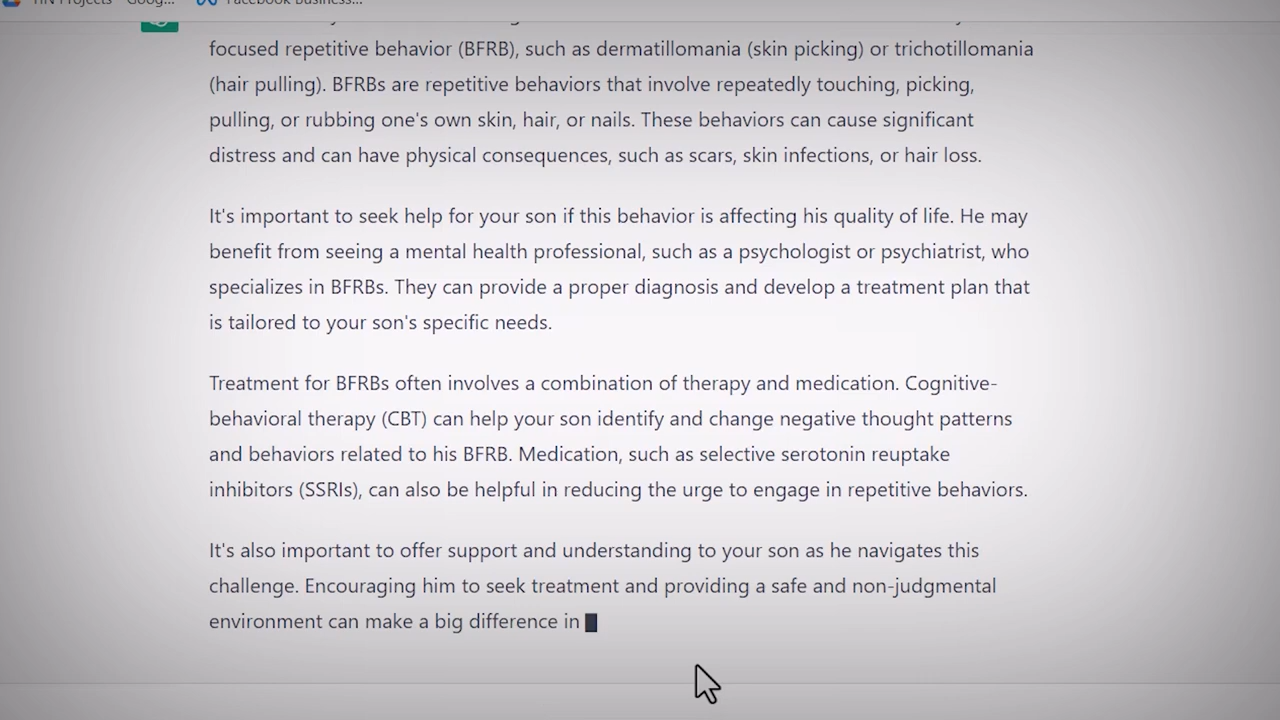 Projects - Goog...
Facebook Business...
focused repetitive behavior (BFRB), such as dermatillomania (skin picking) or trichotillomania
(hair pulling). BFRBs are repetitive behaviors that involve repeatedly touching, picking,
pulling, or rubbing one's own skin, hair, or nails. These behaviors can cause significant
distress and can have physical consequences, such as scars, skin infections, or hair loss.
It's important to seek help for your son if this behavior is affecting his quality of life. He may
benefit from seeing a mental health professional, such as a psychologist or psychiatrist, who
specializes in BFRBs. They can provide a proper diagnosis and develop a treatment plan that
is tailored to your son's specific needs.
Treatment for BFRBs often involves a combination of therapy and medication. Cognitive-
behavioral therapy (CBT) can help your son identify and change negative thought patterns
and behaviors related to his BFRB. Medication, such as selective serotonin reuptake
inhibitors (SSRIs), can also be helpful in reducing the urge to engage in repetitive behaviors.
It's also important to offer support and understanding to your son as he navigates this
challenge. Encouraging him to seek treatment and providing a safe and non-judgmental
environment can make a big difference in